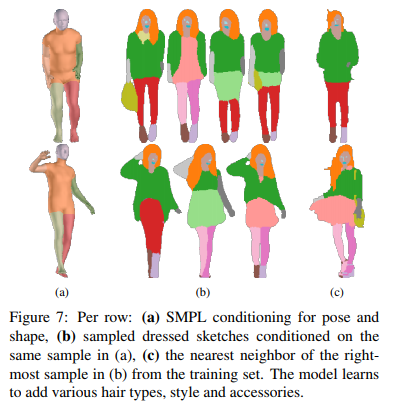 (a)
(b)
(c)
Figure 7: Per row: (a) SMPL conditioning for pose and
shape, (b) sampled dressed sketches conditioned on the
same sample in (a), (c) the nearest neighbor of the right-
most sample in (b) from the training set. The model learns
to add various hair types, style and accessories.